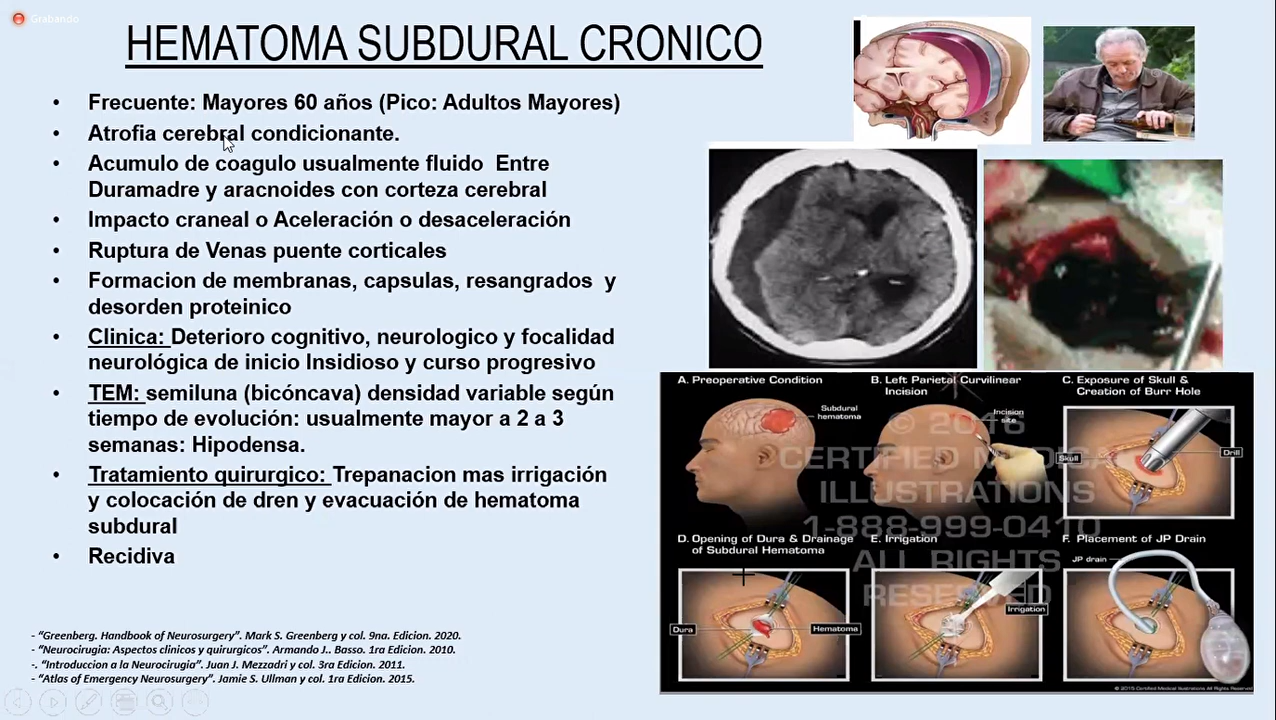 Grabando
HEMATOMA SUBDURAL CRONICO
• Frecuente: Mayores 60 años (Pico: Adultos Mayores)
• Atrofia cerebral condicionante.
• Acumulo de coagulo usualmente fluido Entre
Duramadre y aracnoides con corteza cerebral
• Impacto craneal o Aceleración o desaceleración
• Ruptura de Venas puente corticales
• Formacion de membranas, capsulas, resangrados y
desorden proteinico
• Clinica: Deterioro cognitivo, neurologico y focalidad
neurológica de inicio Insidioso y curso progresivo
• TEM: semiluna (bicóncava) densidad variable según
tiempo de evolución: usualmente mayor a 2 a 3
semanas: Hipodensa.
• Tratamiento quirurgico: Trepanacion mas irrigación
y colocación de dren y evacuación de hematoma
subdural
• Recidiva
- “Greenberg. Handbtok of Neurosurgery”. Mark S. Greenberg y col. 9na. Edicion. 2020.
- “Neurocirugia: Aspectos clinicos y quirurgicos”. Armando J.. Basso. 1ra Edicion. 2010.
-. “Introduccion a la Neurocirugia”. Juan J. Mezzadri y col. 3ra Edicion. 2011.
- “Atlas of Emergency Neurosurgery”. Jamie S. Ullman y col. 1ra Edicion. 2015.
A. Preoperative Condition
Subdural
hematoma
B. Left Parietal Curvilinear
Incision
Incision
site
C. Exposure of Skull &
Creation of Burr Hole
Skull
Drill
D. Opening of Dura & Drainage
of Subdural Hematoma
Dura
Hematoma
E. Irrigation
Irrigation
F. Placement of JP Drain
JP drain
© 2016
CERTIFIED MEDICA
ILLUSTRATIONS
1-888-999-0410
ALL RIGHTS
RESERVED
© 2015 Certified Medical Illustrations. All Rights Reserved.